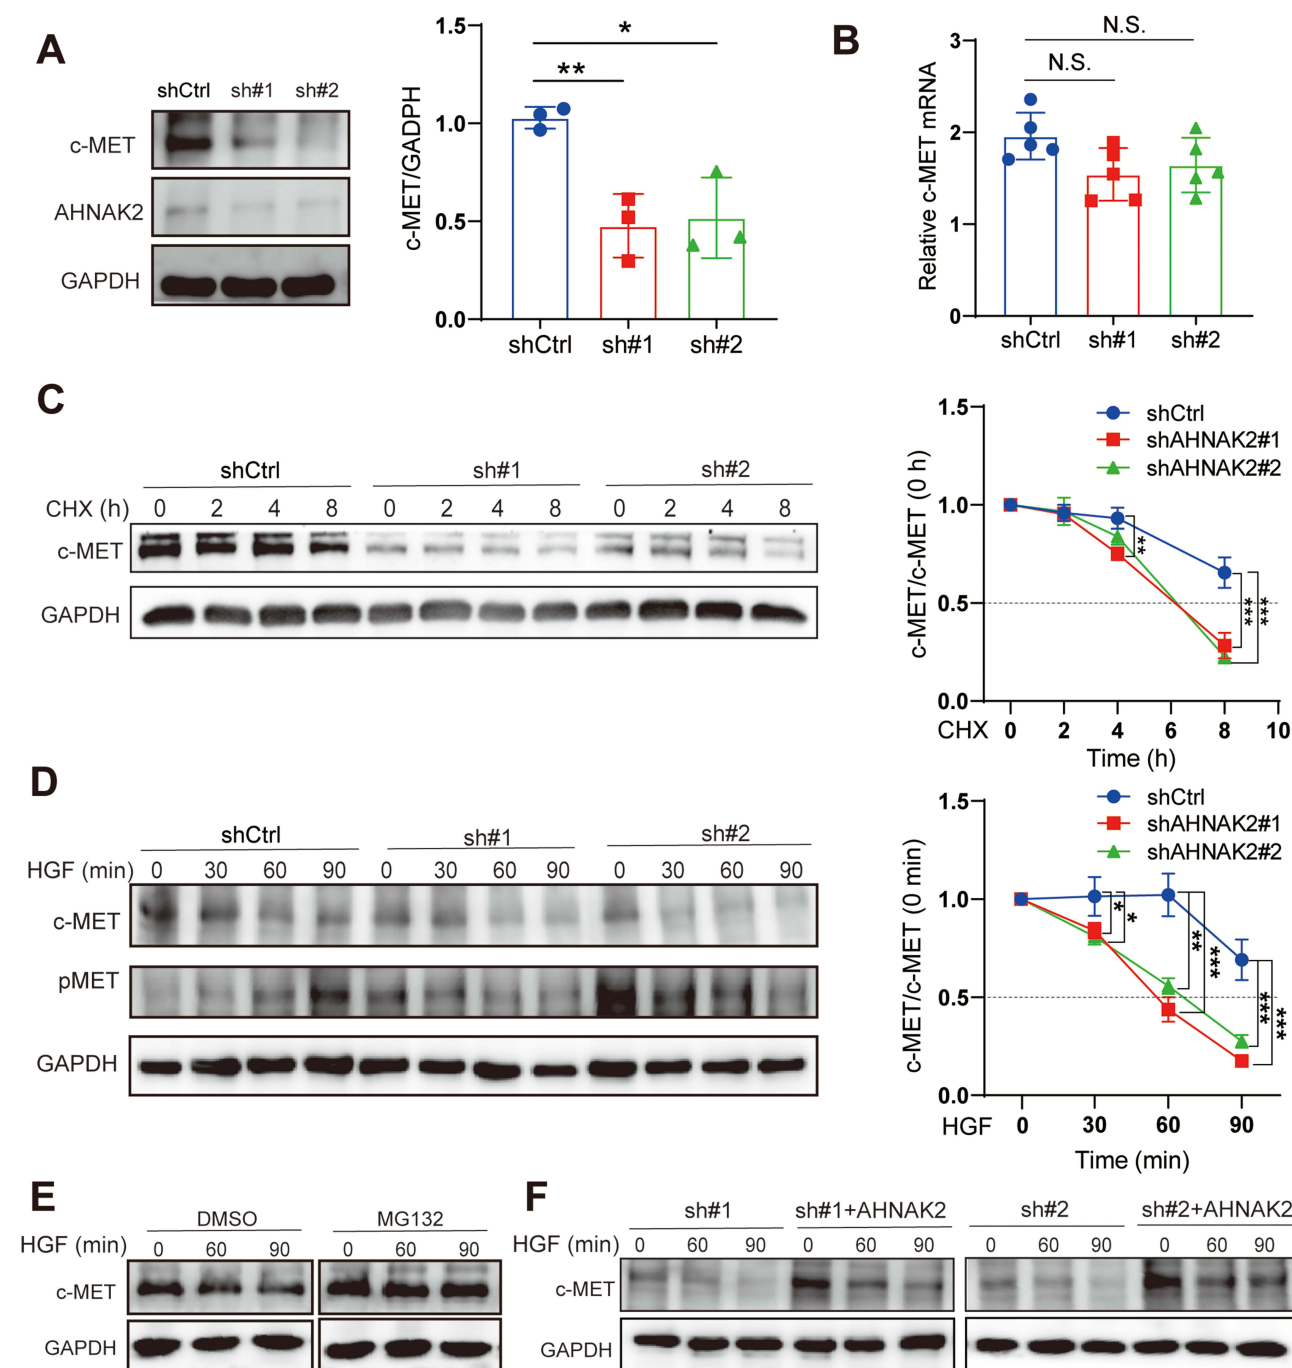 A
shCtrl sh#1 sh#2
c-MET
AHNAK2
GAPDH
c-MET/GADPH
1.5
1.0
0.5
0.0
*
**
shCtrl sh#1 sh#2
B
Relative c-MET mRNA
3
2
1
0
N.S.
N.S.
shCtrl sh#1 sh#2
C
shCtrl sh#1 sh#2
CHX (h) 0 2 4 8 0 2 4 8 0 2 4 8
c-MET
GAPDH
c-MET/c-MET (0 h)
1.5
1.0
0.5
0.0
shCtrl
shAHNAK2#1
shAHNAK2#2
**
***
***
CHX 0 2 4 6 8 10
Time (h)
D
shCtrl sh#1 sh#2
HGF (min) 0 30 60 90 0 30 60 90 0 30 60 90
c-MET
pMET
GAPDH
c-MET/c-MET (0 min)
1.5
1.0
0.5
0.0
shCtrl
shAHNAK2#1
shAHNAK2#2
*
*
**
***
***
***
HGF 0 30 60 90
Time (min)
E
DMSO MG132
HGF (min) 0 60 90 0 60 90
c-MET
GAPDH
F
sh#1 sh#1+AHNAK2 sh#2 sh#2+AHNAK2
HGF (min) 0 60 90 0 60 90 0 60 90 0 60 90
c-MET
GAPDH